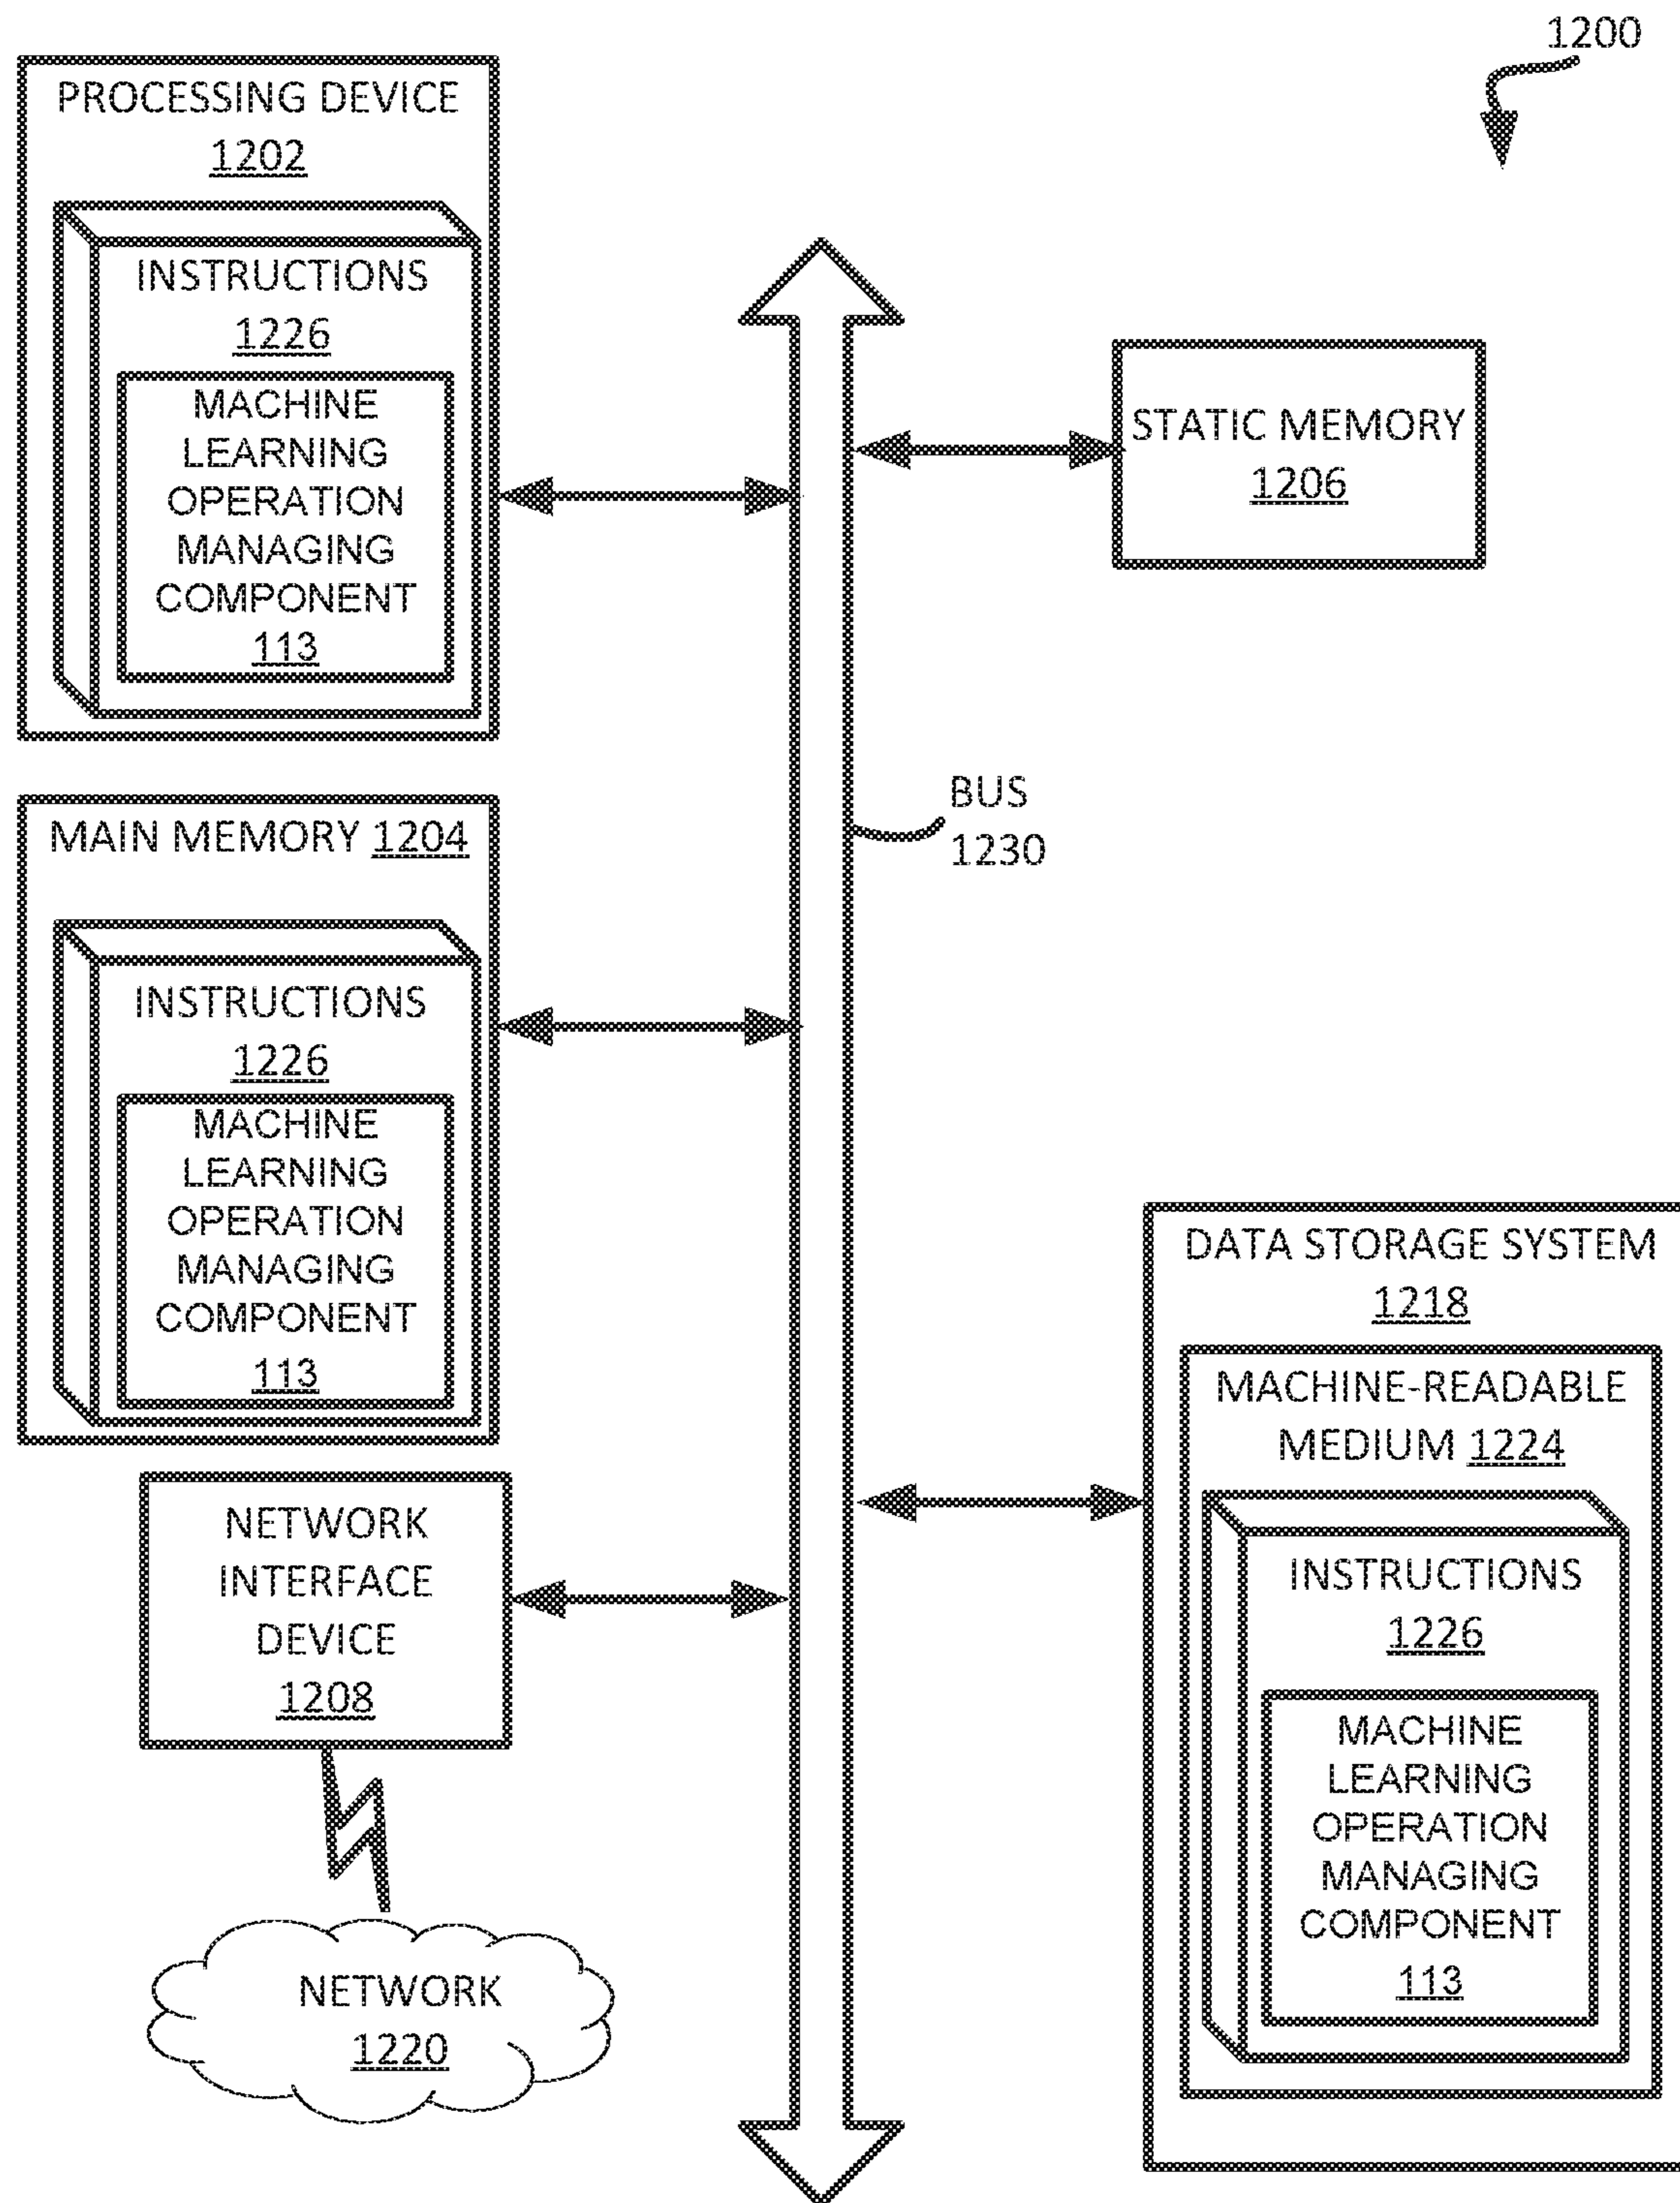 1200
PROCESSING DEVICE
1202
INSTRUCTIONS
1226
MACHINE
LEARNING
OPERATION
MANAGING
COMPONENT
113
STATIC MEMORY
1206
BUS
1230
MAIN MEMORY 1204
INSTRUCTIONS
1226
MACHINE
LEARNING
OPERATION
MANAGING
COMPONENT
113
DATA STORAGE SYSTEM
1218
MACHINE-READABLE
MEDIUM 1224
INSTRUCTIONS
1226
MACHINE
LEARNING
OPERATION
MANAGING
COMPONENT
113
NETWORK
INTERFACE
DEVICE
1208
NETWORK
1220